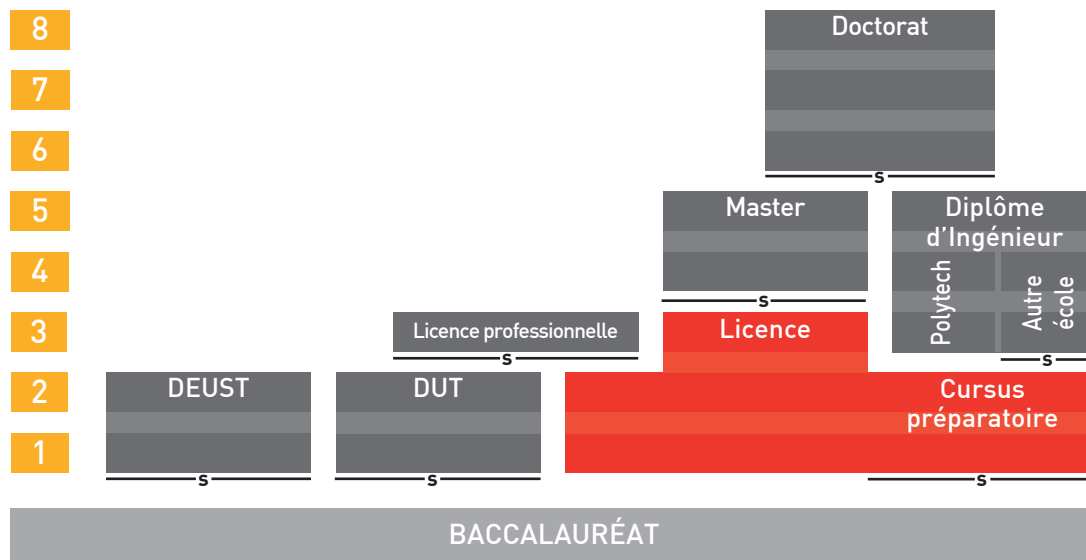 8
Doctorat
7
6
s
5
Master
Diplôme
d'Ingénieur
4
Polytech
Autre
école
s
3
Licence professionnelle
Licence
s
s
2
DEUST
DUT
Cursus
préparatoire
1
s
s
s
BACCALAURÉAT